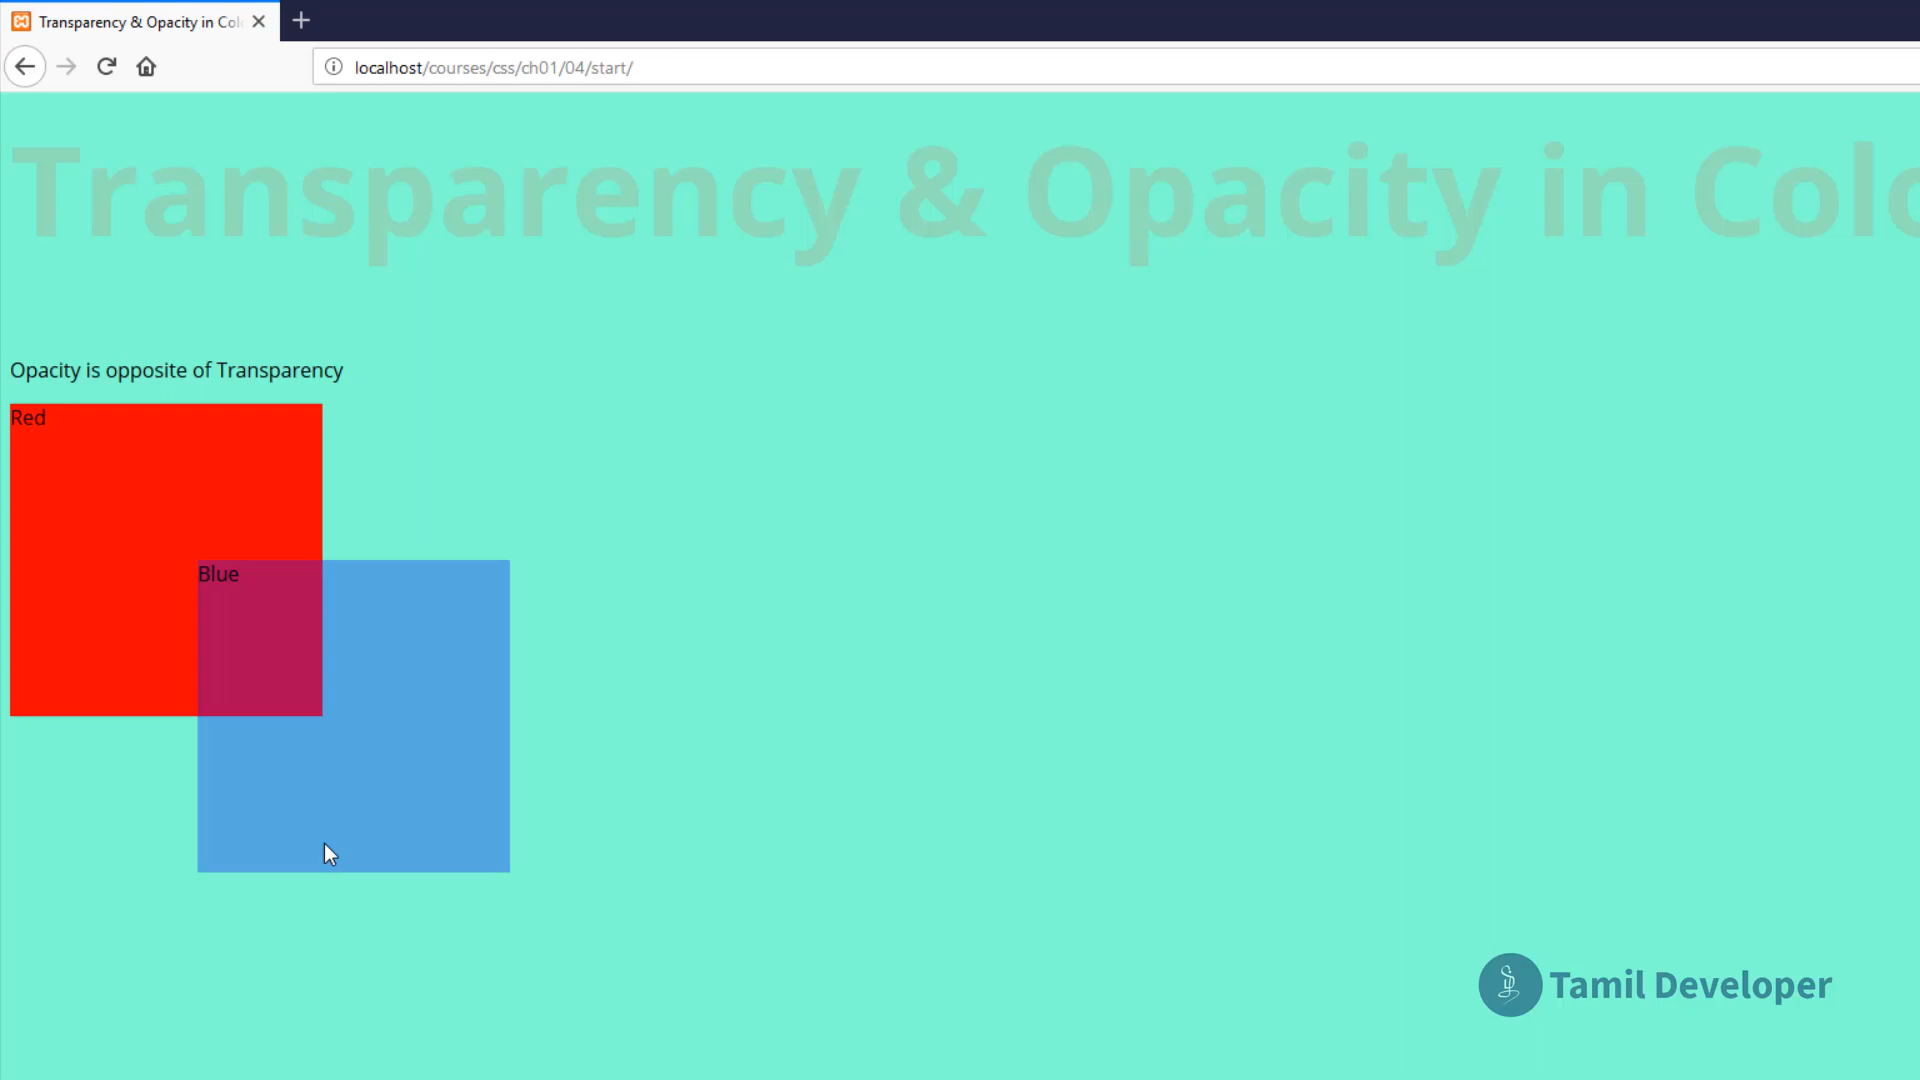 Transparency & Opacity in Col
localhost/courses/css/ch01/04/start/
Transparency & Opacity in Colo
Opacity is opposite of Transparency
Red
Blue
Tamil Developer